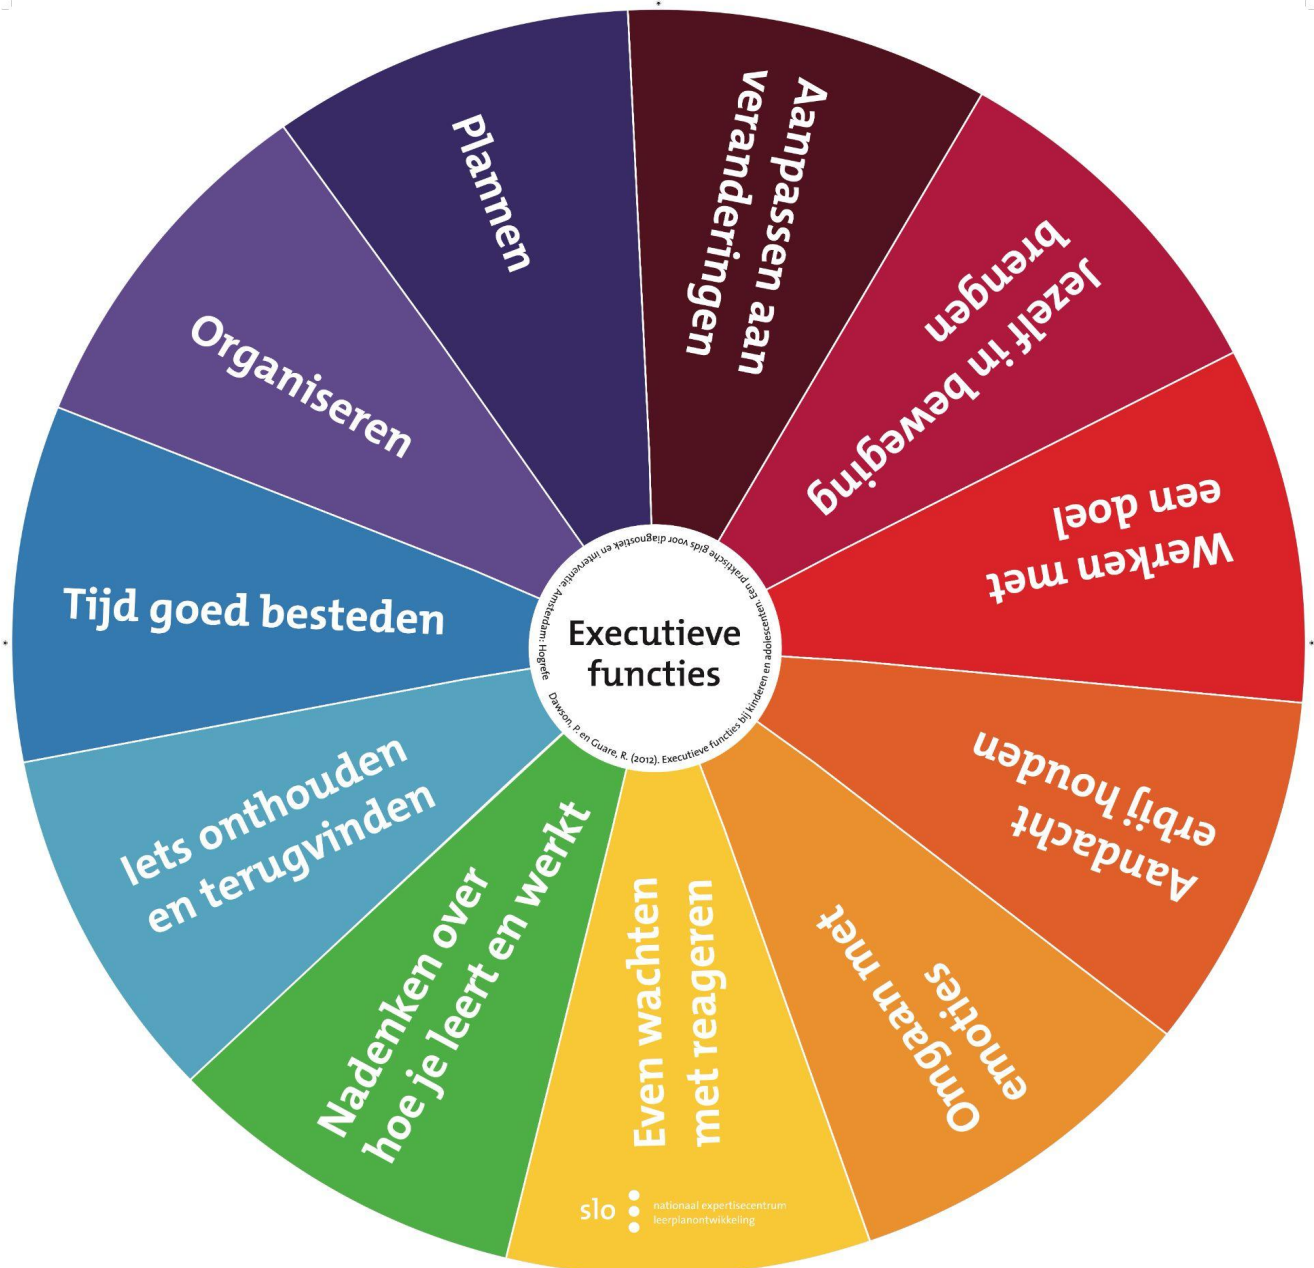 Executieve
functies
Dawson, P. en Guare, R. (2012). Executieve functies bij kinderen en adolescenten. Een praktische gids voor diagnostiek en interventie. Amsterdam: Hogrefe
Aanpassen aan
veranderingen
Jezelf in beweging
brengen
Werken met
een doel
Aandacht
erbij houden
Omgaan met
emoties
Even wachten
met reageren
Nadenken over
hoe je leert en werkt
Iets onthouden
en terugvinden
Tijd goed besteden
Organiseren
Plannen
slo
nationaal expertisecentrum
leerplanontwikkeling